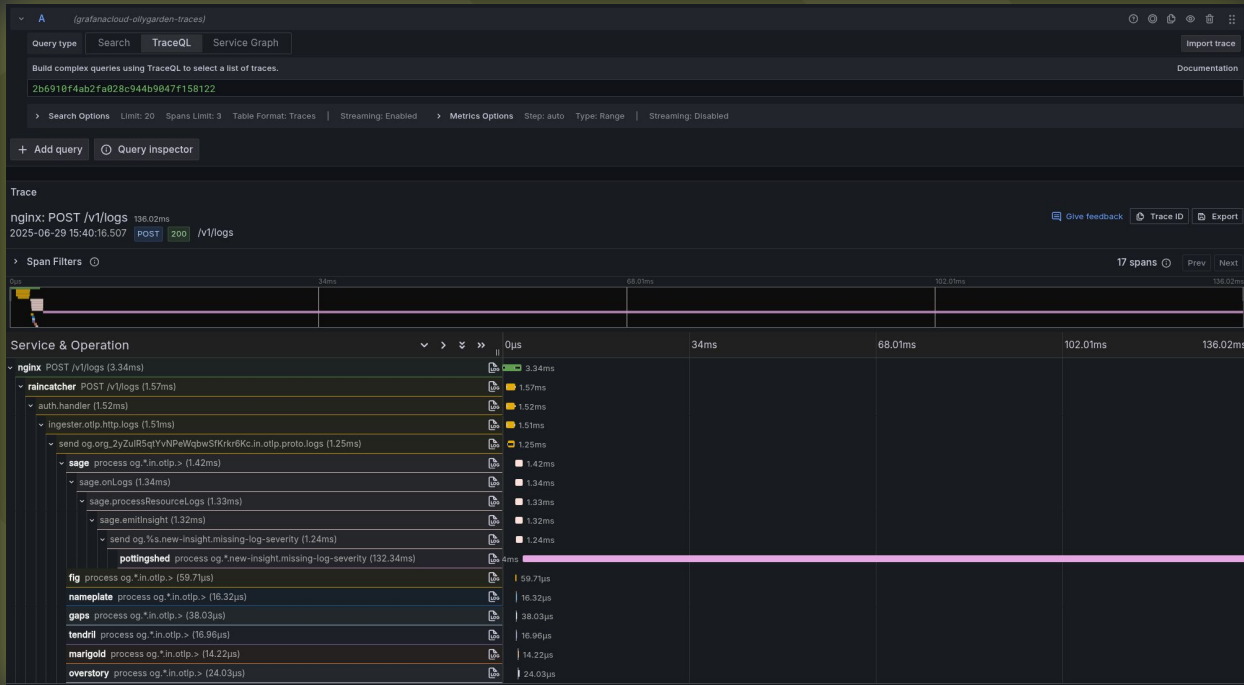 A (grafanacloud-ollygarden-traces)
Query type Search TraceQL Service Graph Import trace
Build complex queries using TraceQL to select a list of traces. Documentation
2b6910f4ab2fa028c944b9047f158122
Search Options Limit: 20 Spans Limit: 3 Table Format: Traces | Streaming: Enabled Metrics Options Step: auto Type: Range | Streaming: Disabled
+ Add query Query inspector
Trace
nginx: POST /v1/logs 136.02ms Give feedback Trace ID Export
2025-06-29 15:40:16.507 POST 200 /v1/logs
Span Filters 17 spans Prev Next
0µs 34ms 68.01ms 102.01ms 136.02ms
Service & Operation 0µs 34ms 68.01ms 102.01ms 136.02ms
nginx POST /v1/logs (3.34ms) 3.34ms
raincatcher POST /v1/logs (1.57ms) 1.57ms
auth.handler (1.52ms) 1.52ms
ingester.otlp.http.logs (1.51ms) 1.51ms
send og.org_2yZuIR5qtYvNPeWqbwSfKrkr6Kc.in.otlp.proto.logs (1.25ms) 1.25ms
sage process og.*.in.otlp.> (1.42ms) 1.42ms
sage.onLogs (1.34ms) 1.34ms
sage.processResourceLogs (1.33ms) 1.33ms
sage.emitInsight (1.32ms) 1.32ms
send og.%s.new-insight.missing-log-severity (1.24ms) 1.24ms
pottingshed process og.*.new-insight.missing-log-severity (132.34ms) 4ms
fig process og.*.in.otlp.> (59.71µs) 59.71µs
nameplate process og.*.in.otlp.> (16.32µs) 16.32µs
gaps process og.*.in.otlp.> (38.03µs) 38.03µs
tendril process og.*.in.otlp.> (16.96µs) 16.96µs
marigold process og.*.in.otlp.> (14.22µs) 14.22µs
overstory process og.*.in.otlp.> (24.03µs) 24.03µs